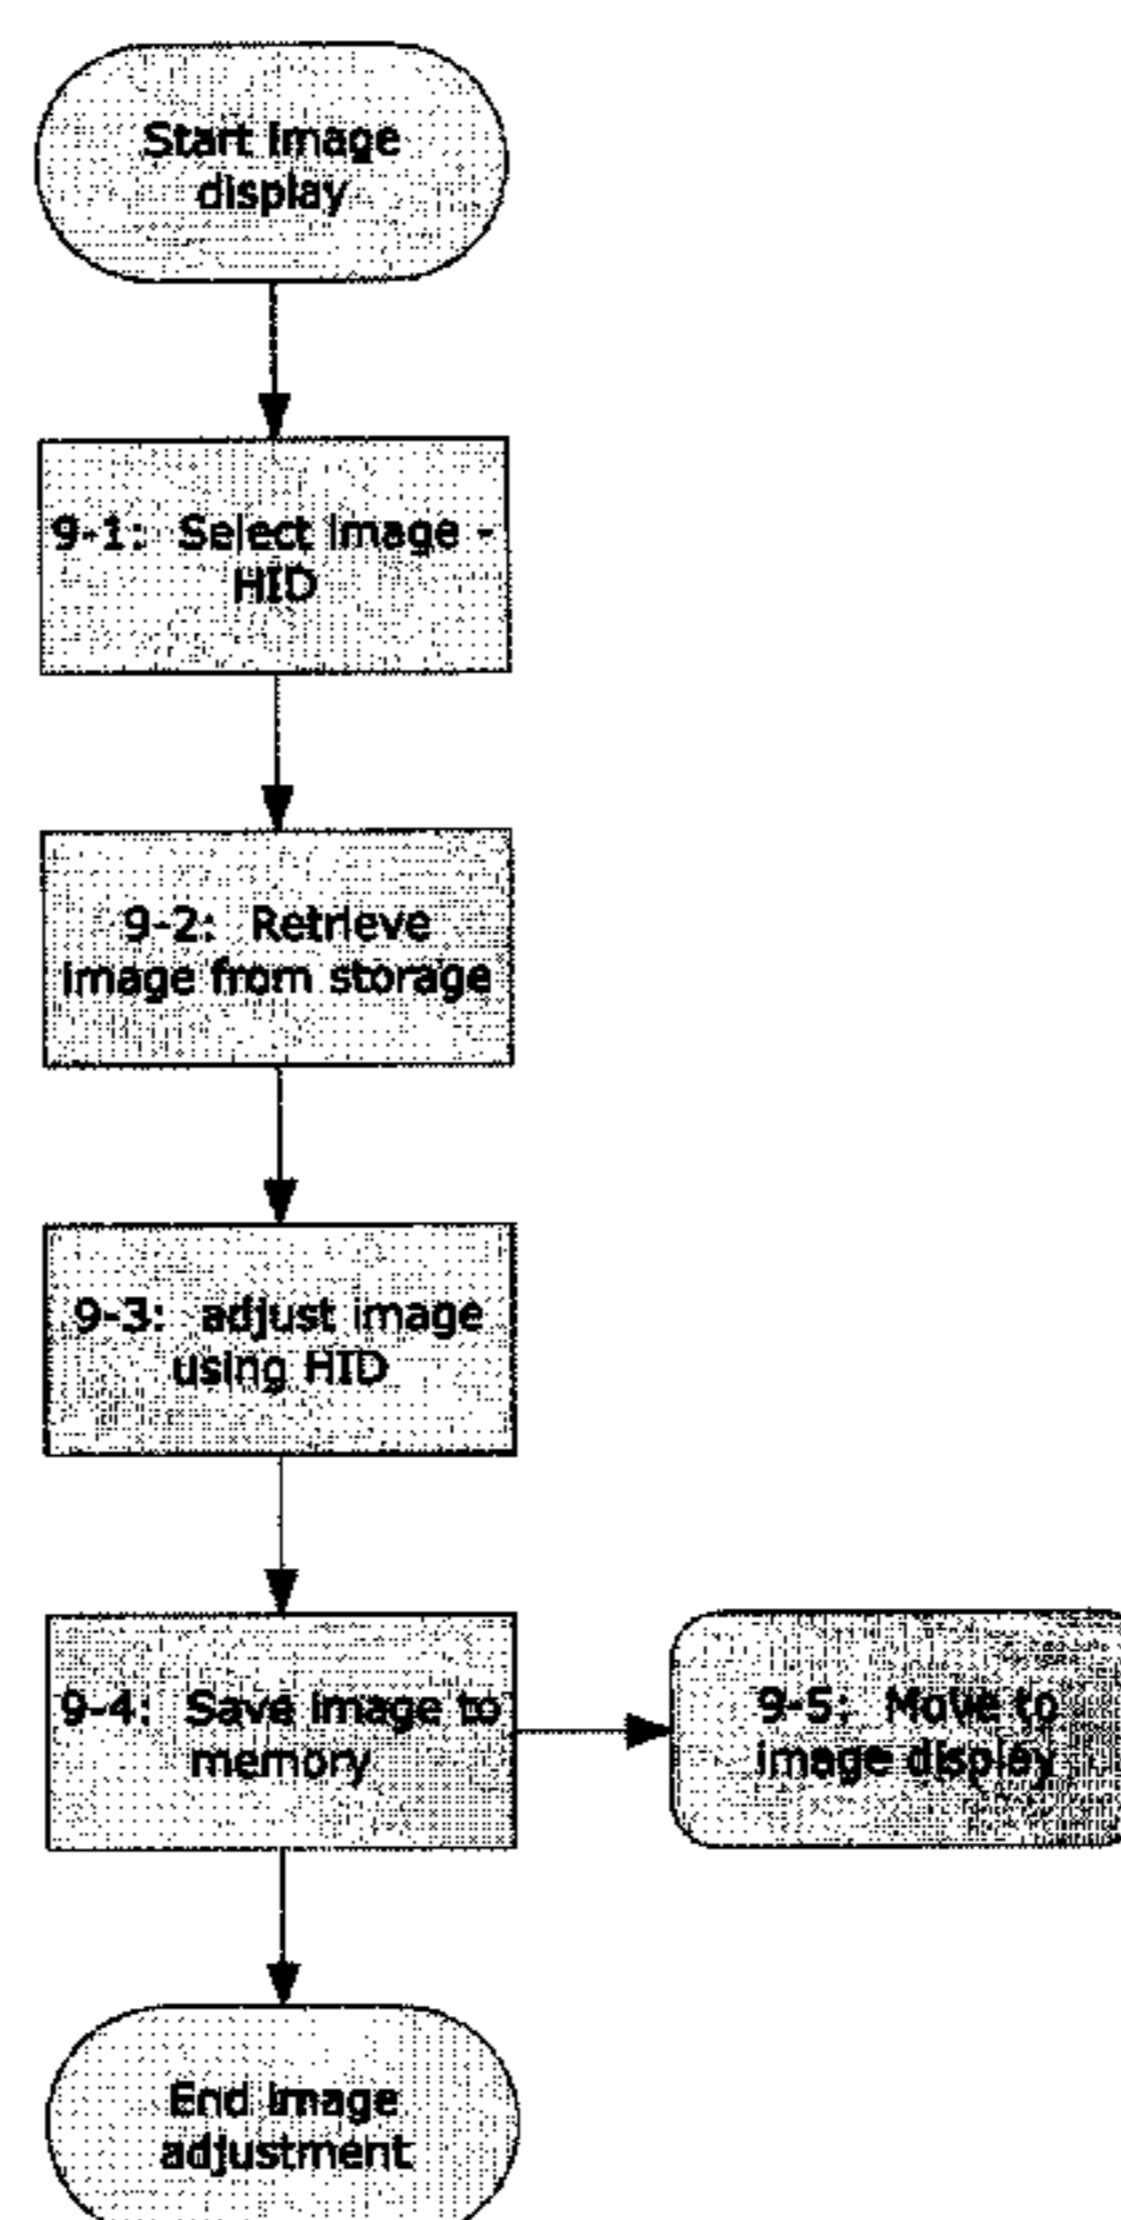 Start image
display
9-1: Select image -
HID
9-2: Retrieve
image from storage
9-3: adjust image
using HID
9-4: Save image to
memory
9-5: Move to
image display
End image
adjustment